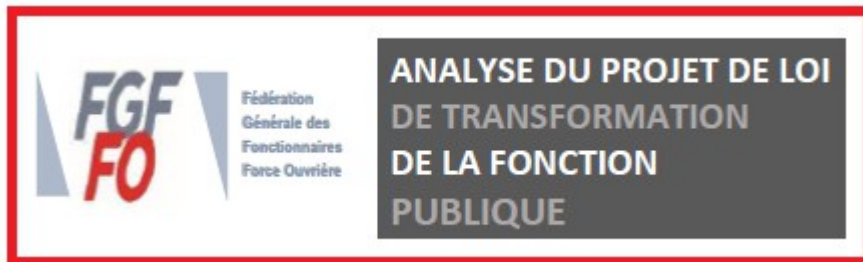 FGF
FO
Fédération
Générale des
Fonctionnaires
Force Ouvrière
ANALYSE DU PROJET DE LOI
DE TRANSFORMATION
DE LA FONCTION
PUBLIQUE